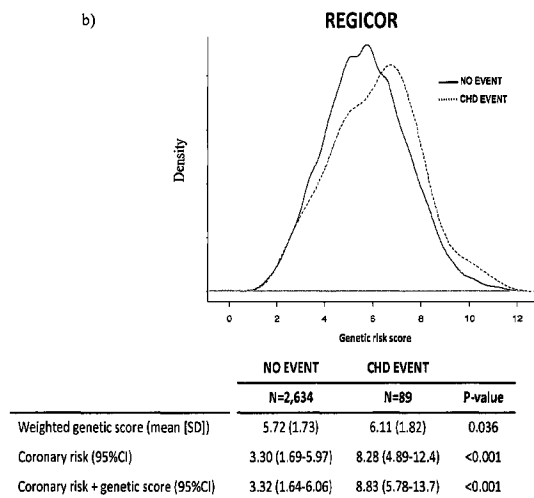 b)
REGICOR
Density
NO EVENT
CHD EVENT
0 2 4 6 8 10 12
Genetic risk score
NO EVENT CHD EVENT
N=2,634 N=89 P-value
Weighted genetic score (mean [SD]) 5.72 (1.73) 6.11 (1.82) 0.036
Coronary risk (95%CI) 3.30 (1.69-5.97) 8.28 (4.89-12.4) <0.001
Coronary risk + genetic score (95%CI) 3.32 (1.64-6.06) 8.83 (5.78-13.7) <0.001